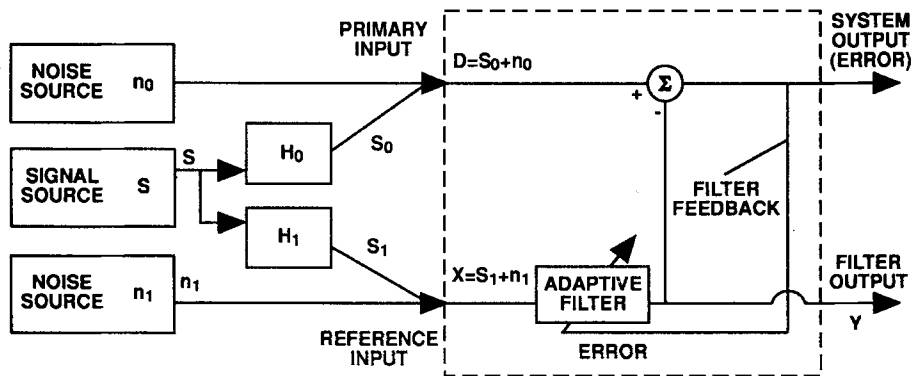 PRIMARY
INPUT
SYSTEM
OUTPUT
(ERROR)
NOISE
SOURCE n0
D=S0+n0
Σ
+
-
H0
S0
S
SIGNAL
SOURCE S
FILTER
FEEDBACK
H1
S1
NOISE
SOURCE n1
n1
X=S1+n1
ADAPTIVE
FILTER
FILTER
OUTPUT
Y
REFERENCE
INPUT
ERROR